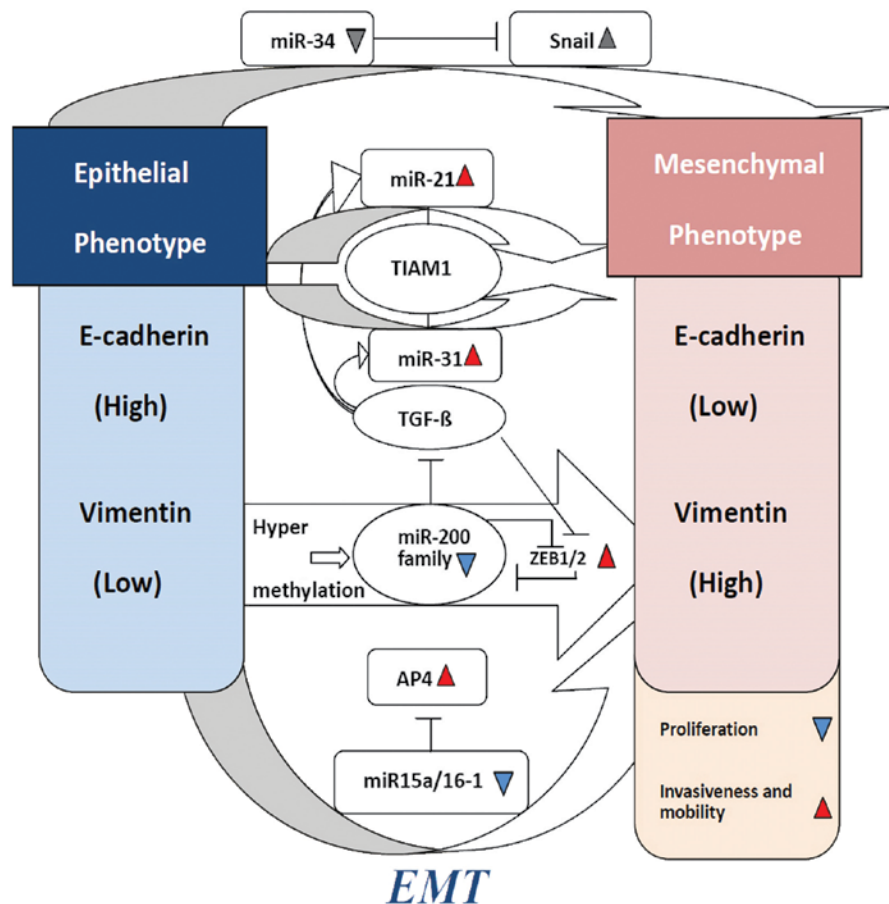 miR-34
Snail
Epithelial
Phenotype
miR-21
Mesenchymal
Phenotype
TIAM1
E-cadherin
(High)
miR-31
E-cadherin
(Low)
TGF-ß
Vimentin
(Low)
Hyper
methylation
miR-200
family
ZEB1/2
Vimentin
(High)
AP4
miR15a/16-1
Proliferation
Invasiveness and
mobility
EMT